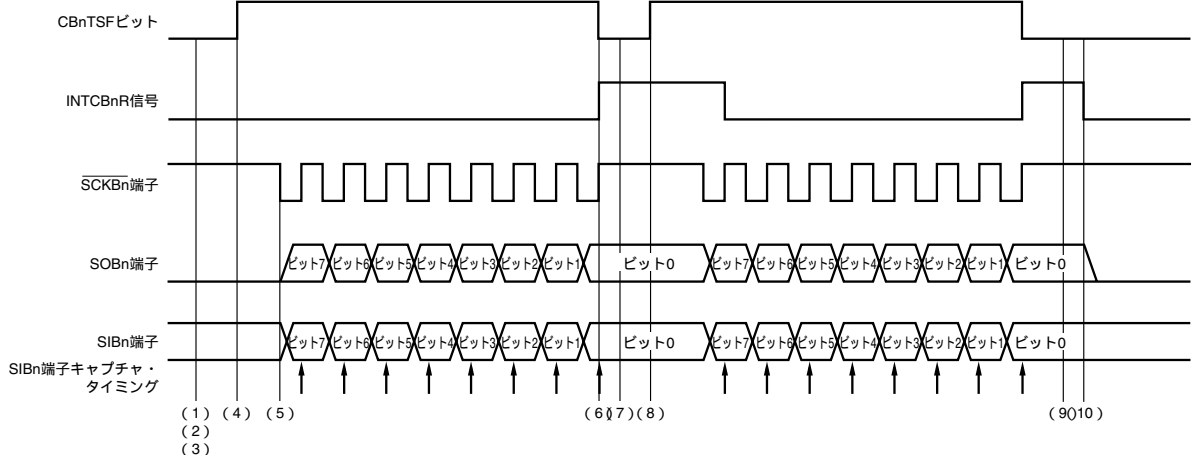 CBnTSFビット
INTCBnR信号
SCKBn端子
SOBn端子
ビット7 ビット6 ビット5 ビット4 ビット3 ビット2 ビット1 ビット0 ビット7 ビット6 ビット5 ビット4 ビット3 ビット2 ビット1 ビット0
SIBn端子
ビット7 ビット6 ビット5 ビット4 ビット3 ビット2 ビット1 ビット0 ビット7 ビット6 ビット5 ビット4 ビット3 ビット2 ビット1 ビット0
SIBn端子キャプチャ・
タイミング
(1) (4) (5) (6)(7) (8) (9)(10)
(2)
(3)